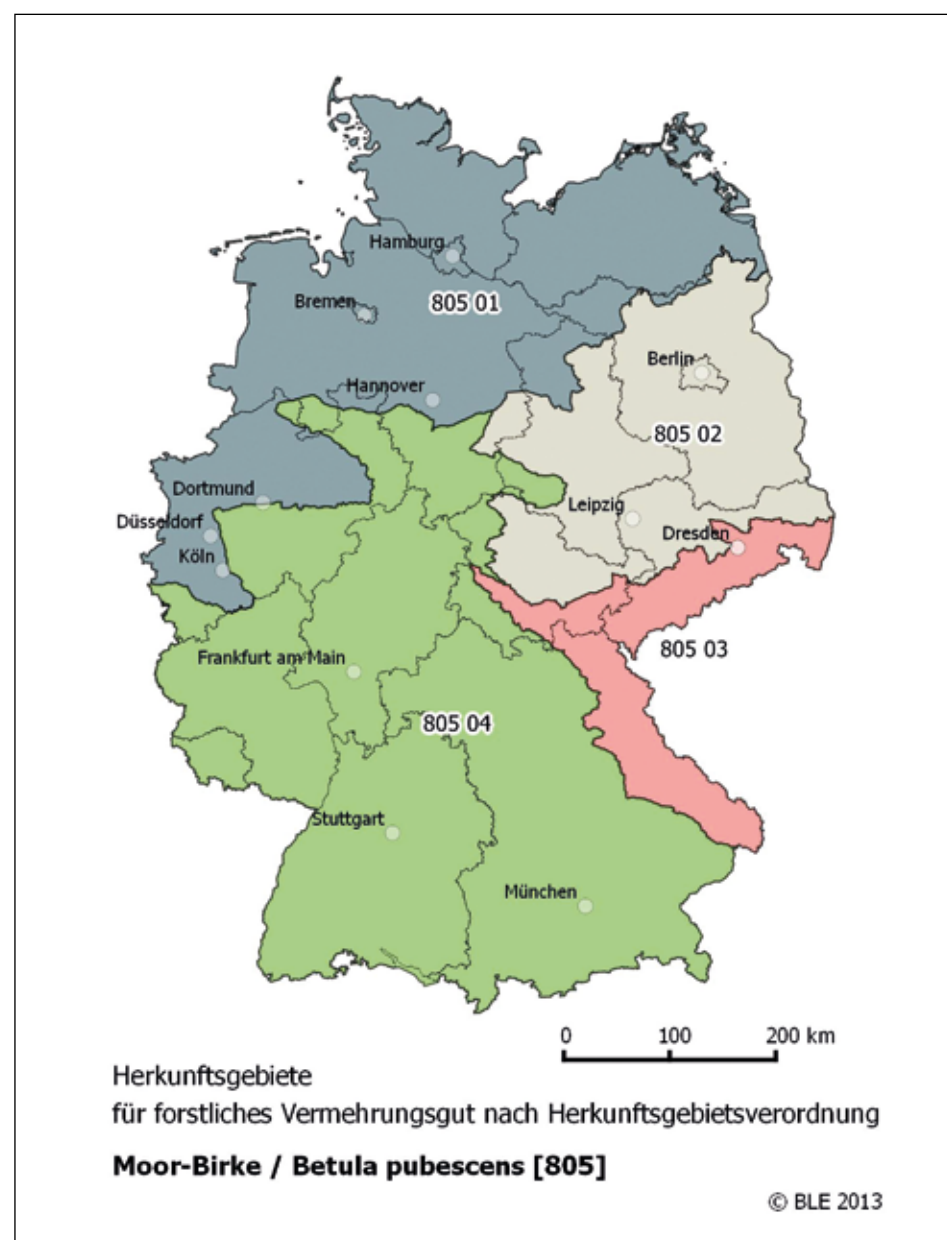 Hamburg
805 01
Bremen
Berlin
Hannover
805 02
Dortmund
Leipzig
Düsseldorf
Dresden
Köln
805 03
Frankfurt am Main
805 04
Stuttgart
München
0 100 200 km
Herkunftsgebiete
für forstliches Vermehrungsgut nach Herkunftsgebietsverordnung
Moor-Birke / Betula pubescens [805]
© BLE 2013